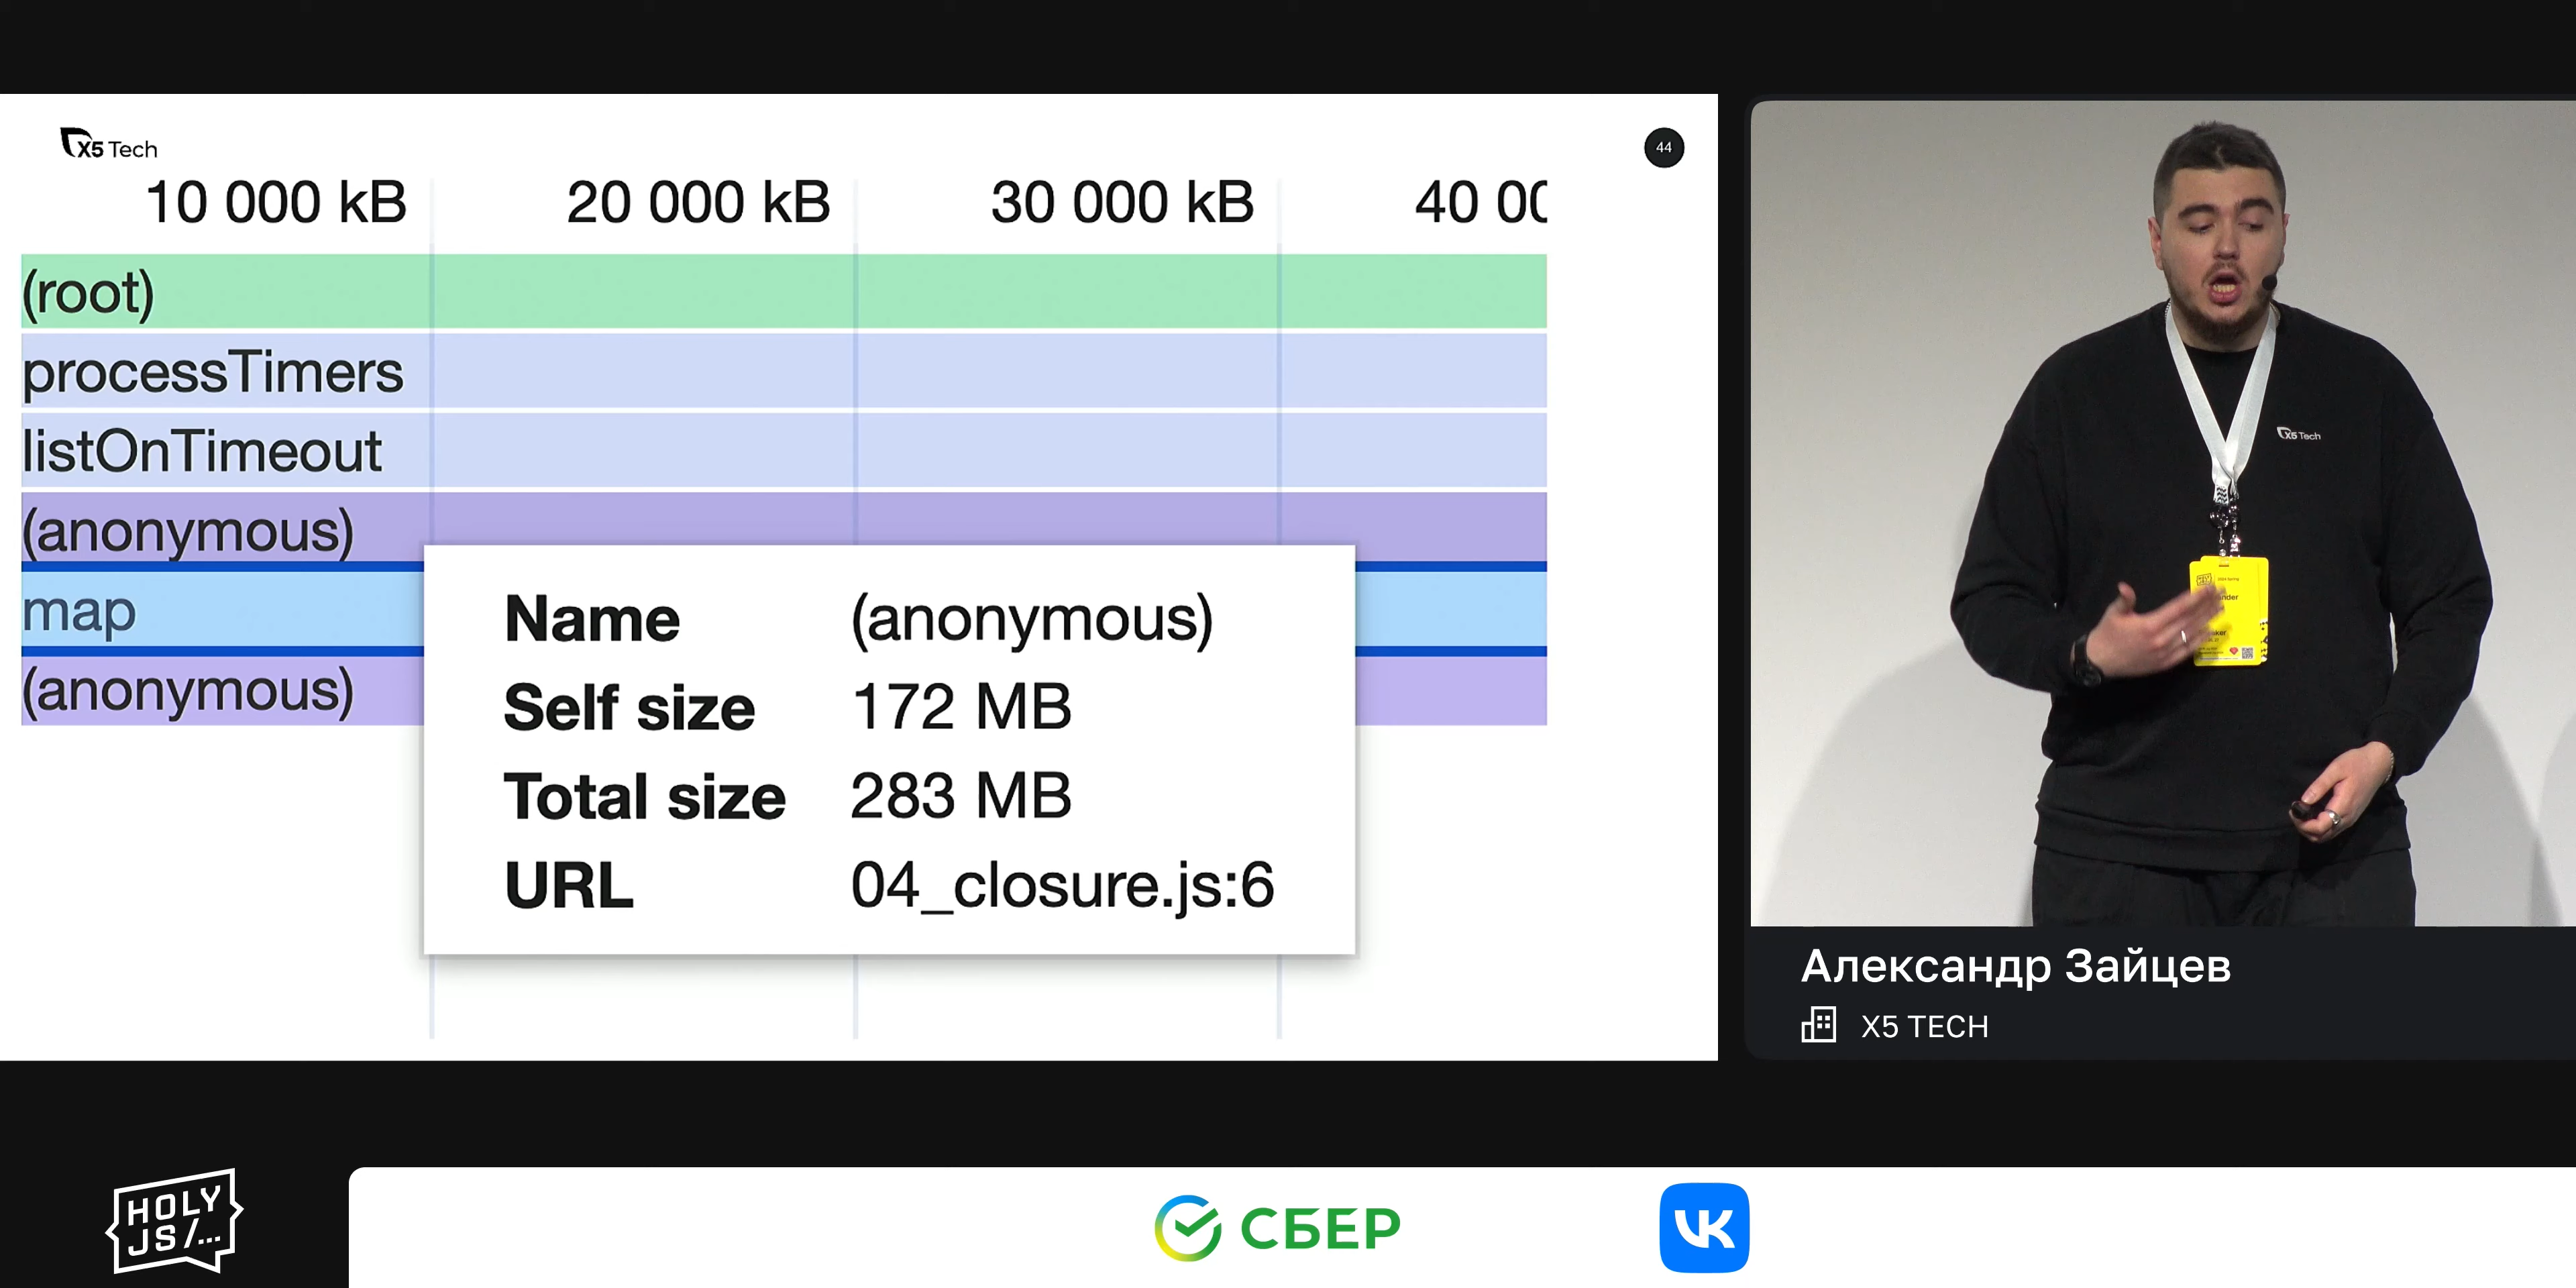 X5 Tech
44
10 000 kB 20 000 kB 30 000 kB 40 00
(root)
processTimers
listOnTimeout
(anonymous)
map
(anonymous)
Name (anonymous)
Self size 172 MB
Total size 283 MB
URL 04_closure.js:6
X5 Tech
Александр Зайцев
X5 TECH
HOLY
JS/...
СБЕР
VK